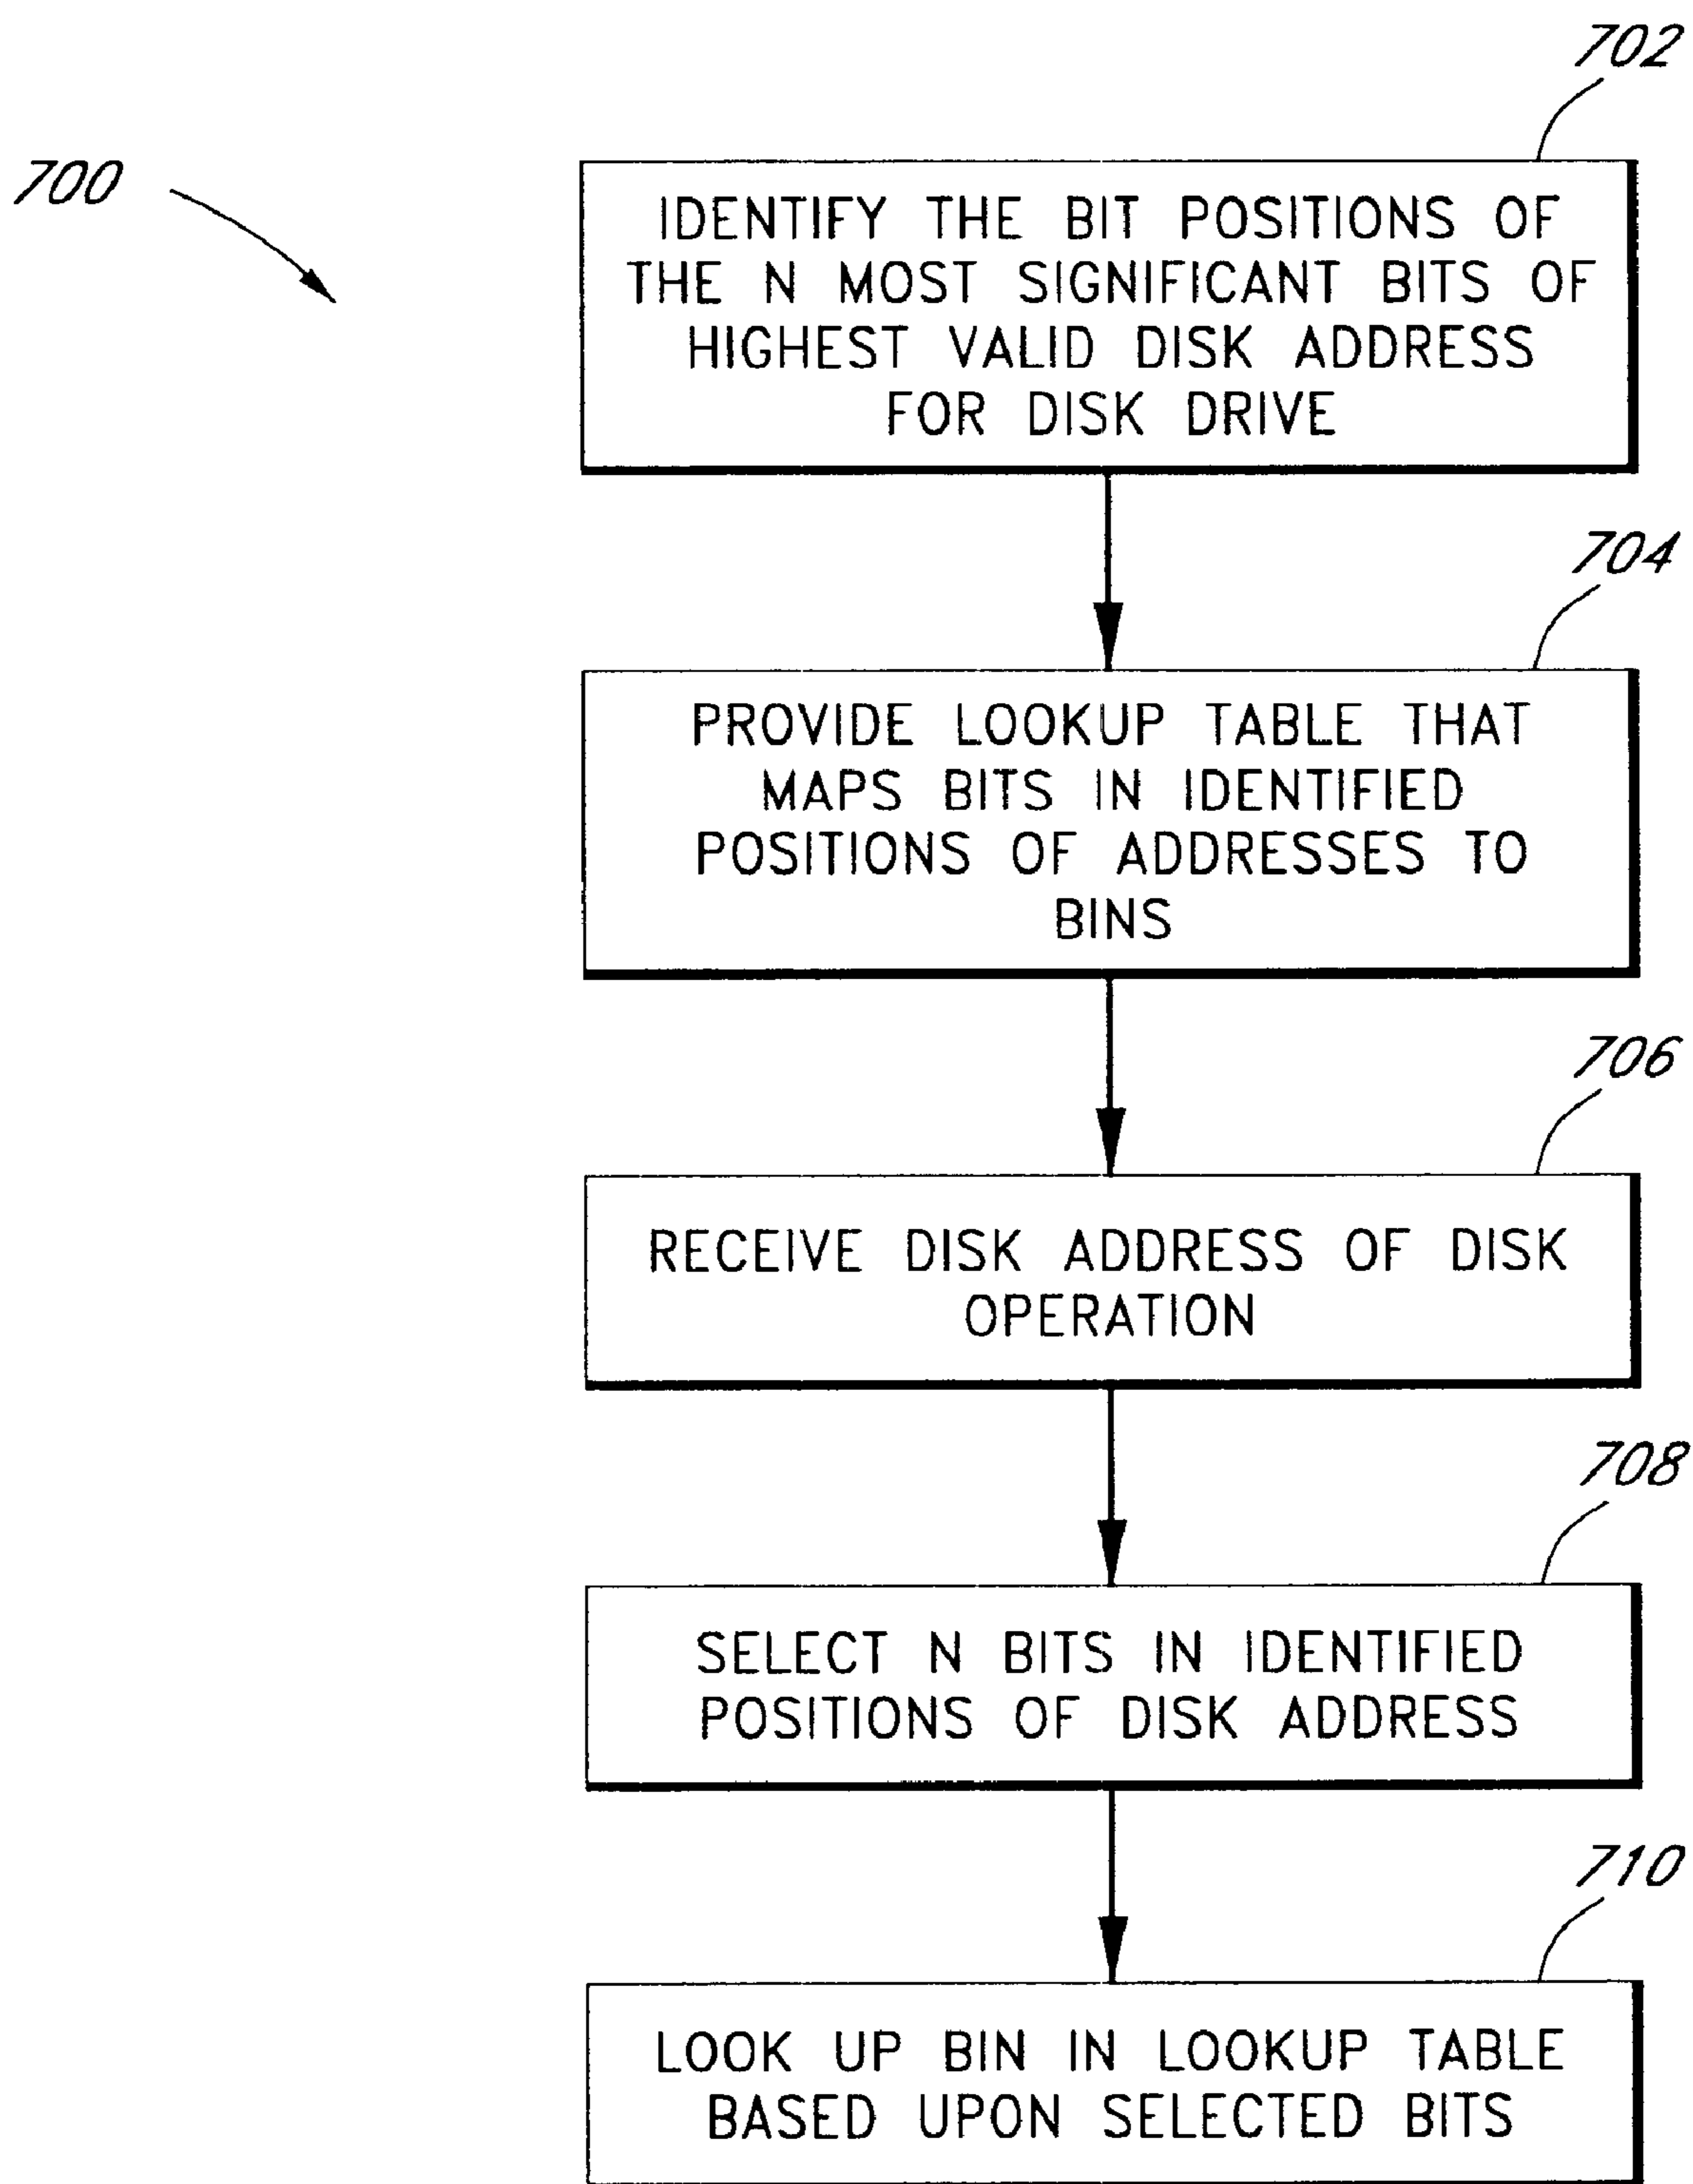 702
700
IDENTIFY THE BIT POSITIONS OF
THE N MOST SIGNIFICANT BITS OF
HIGHEST VALID DISK ADDRESS
FOR DISK DRIVE
704
PROVIDE LOOKUP TABLE THAT
MAPS BITS IN IDENTIFIED
POSITIONS OF ADDRESSES TO
BINS
706
RECEIVE DISK ADDRESS OF DISK
OPERATION
708
SELECT N BITS IN IDENTIFIED
POSITIONS OF DISK ADDRESS
710
LOOK UP BIN IN LOOKUP TABLE
BASED UPON SELECTED BITS